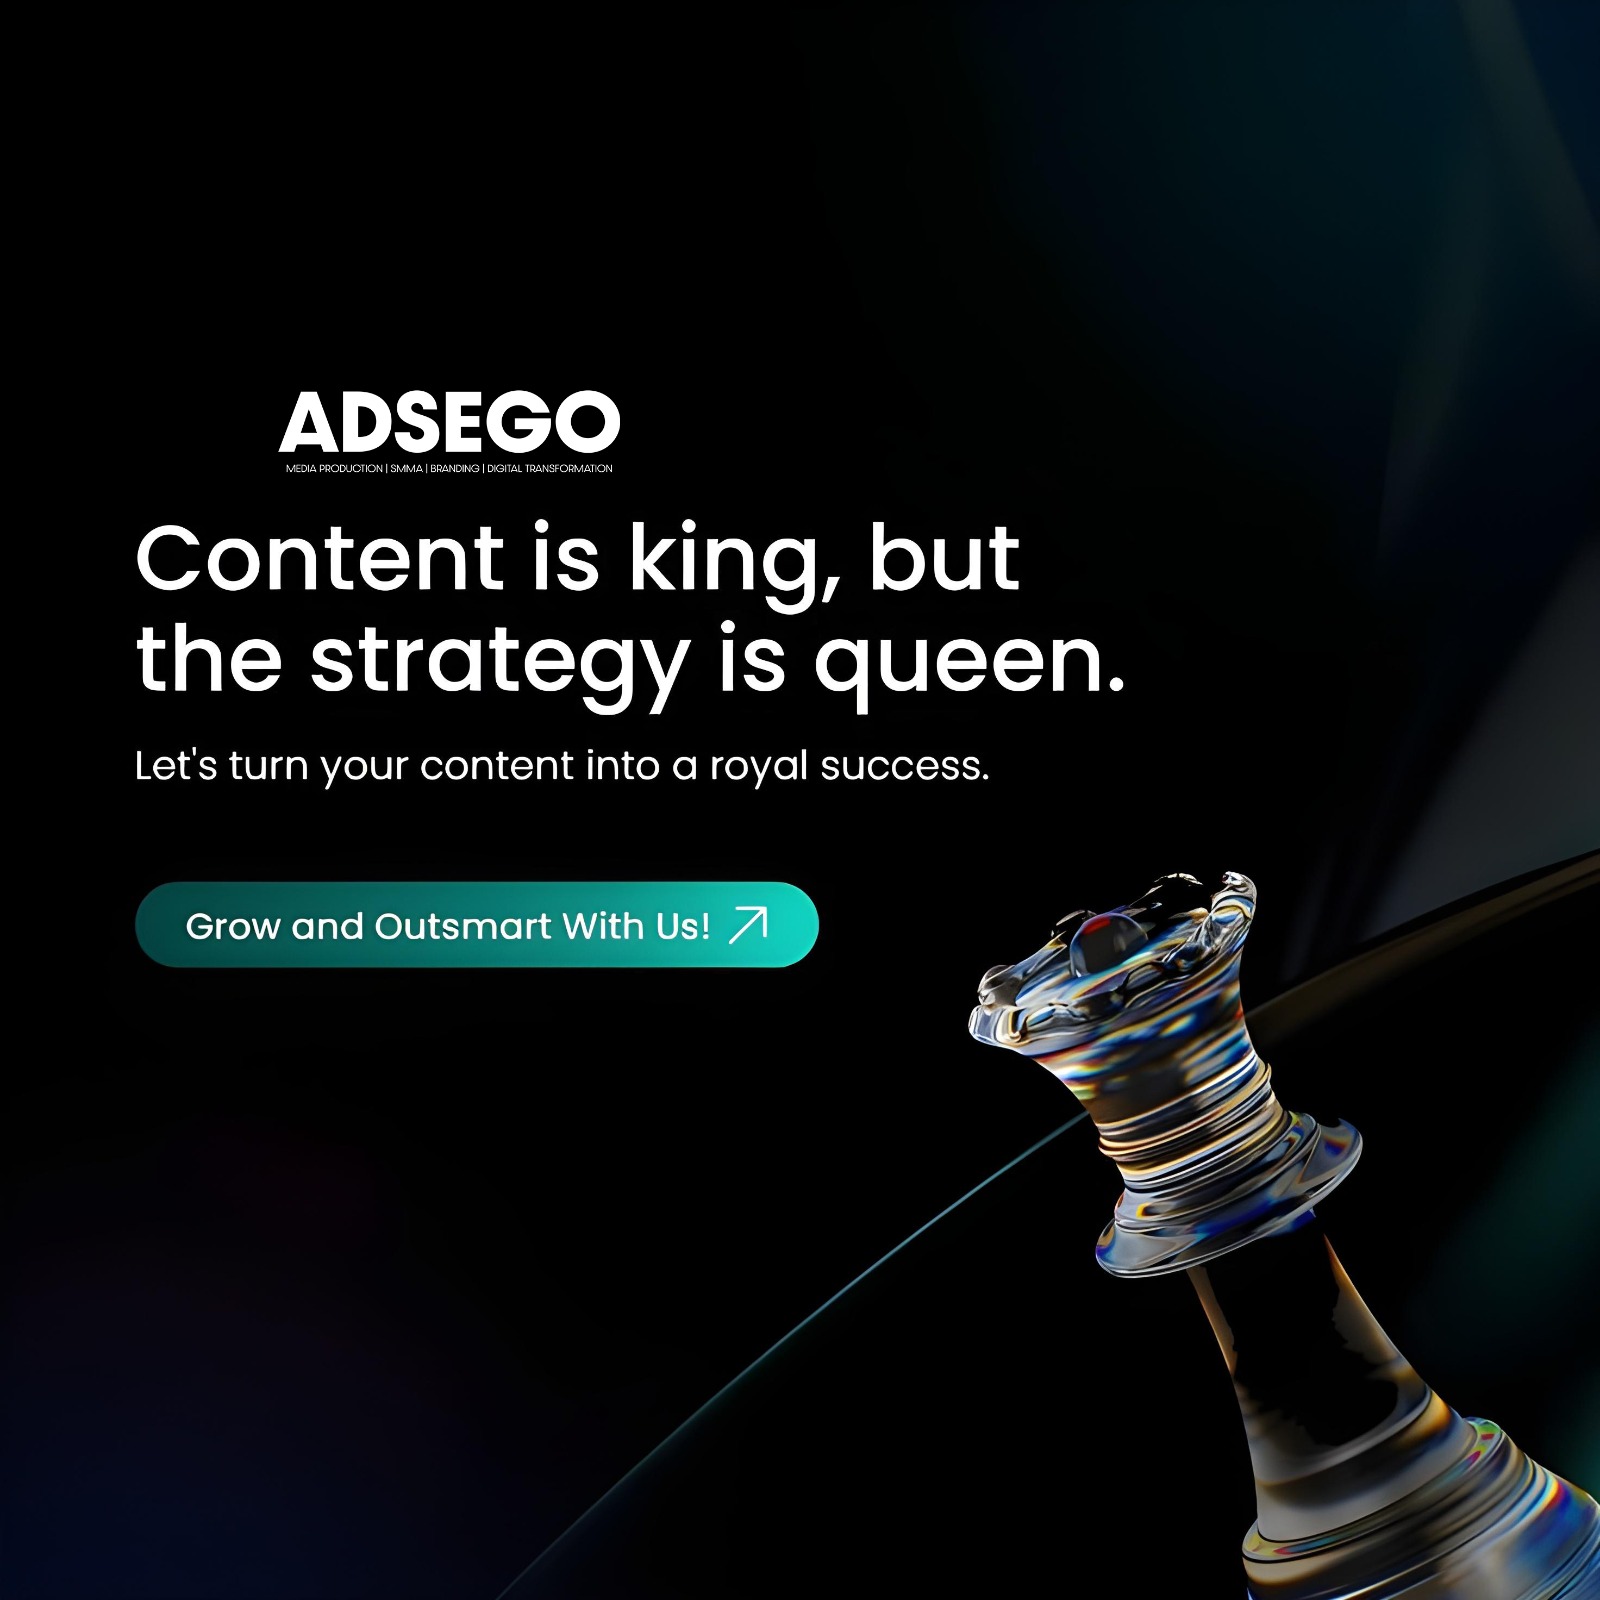 ADSEGO
MEDIA PRODUCTION | SMMA | BRANDING | DIGITAL TRANSFORMATION
Content is king, but
the strategy is queen.
Let's turn your content into a royal success.
Grow and Outsmart With Us!